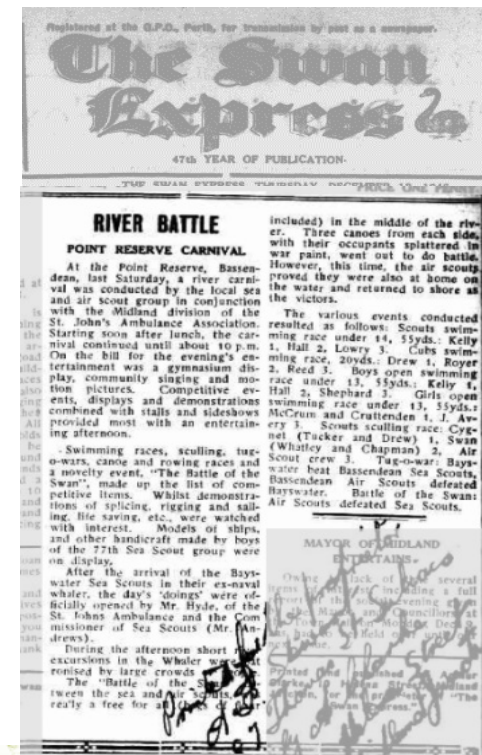 Registered at the G.P.O., Perth, for transmission by post as a newspaper.
The Swan
Express
47th YEAR OF PUBLICATION.
THE SWAN EXPRESS, THURSDAY,
RIVER BATTLE
POINT RESERVE CARNIVAL
At the Point Reserve, Bassen-
dean, last Saturday, a river carni-
val was conducted by the local sea
and air scout group in conjunction
with the Midland division of the
St. John's Ambulance Association.
Starting soon after lunch, the car-
nival continued until about 10 p.m.
On the bill for the evening's en-
tertainment was a gymnasium dis-
play, community singing and mo-
tion pictures. Competitive ev-
ents, displays and demonstrations
combined with stalls and sideshows
provided most with an entertain-
ing afternoon.
Swimming races, sculling, tug-
o-wars, canoe and rowing races and
a novelty event, "The Battle of the
Swan", made up the list of com-
petitive items. Whilst demonstra-
tions of splicing, rigging and sail-
ing, life saving, etc., were watched
with interest. Models of ships,
and other handicraft made by boys
of the 77th Sea Scout group were
on display.
After the arrival of the Bays-
water Sea Scouts in their ex-naval
whaler, the day's 'doings' were of-
ficially opened by Mr. Hyde, of the
St. Johns Ambulance and the Com
missioner of Sea Scouts (Mr. An-
drews).
During the afternoon short
excursions in the Whaler were
ronised by large crowds
The "Battle of the
tween the sea and air scouts,
really a free for all
included) in the middle of the riv-
er. Three canoes from each side,
with their occupants splattered in
war paint, went out to do battle.
However, this time, the air scouts
proved they were also at home on
the water and returned to shore as
the victors.
The various events conducted
resulted as follows: Scouts swim-
ming race under 14, 55yds.: Kelly
1, Hall 2, Lowry 3. Cubs swim-
ming race, 20yds.: Drew 1, Royer
2, Reed 3. Boys open swimming
race under 13, 55yds.: Kelly 1,
Hall 2, Shephard 3. Girls open
swimming race under 13, 55yds.:
McCrum and Cruttenden 1, J. Av-
ery 3. Scouts sculling race: Cyg-
net (Tucker and Drew) 1, Swan
(Whatley and Chapman) 2, Air
Scout crew 3. Tug-o-war: Bays-
water beat Bassendean Sea Scouts,
Bassendean Air Scouts defeated
Bayswater. Battle of the Swan:
Air Scouts defeated Sea Scouts.
MAYOR OF MIDLAND
ENTERTAINS